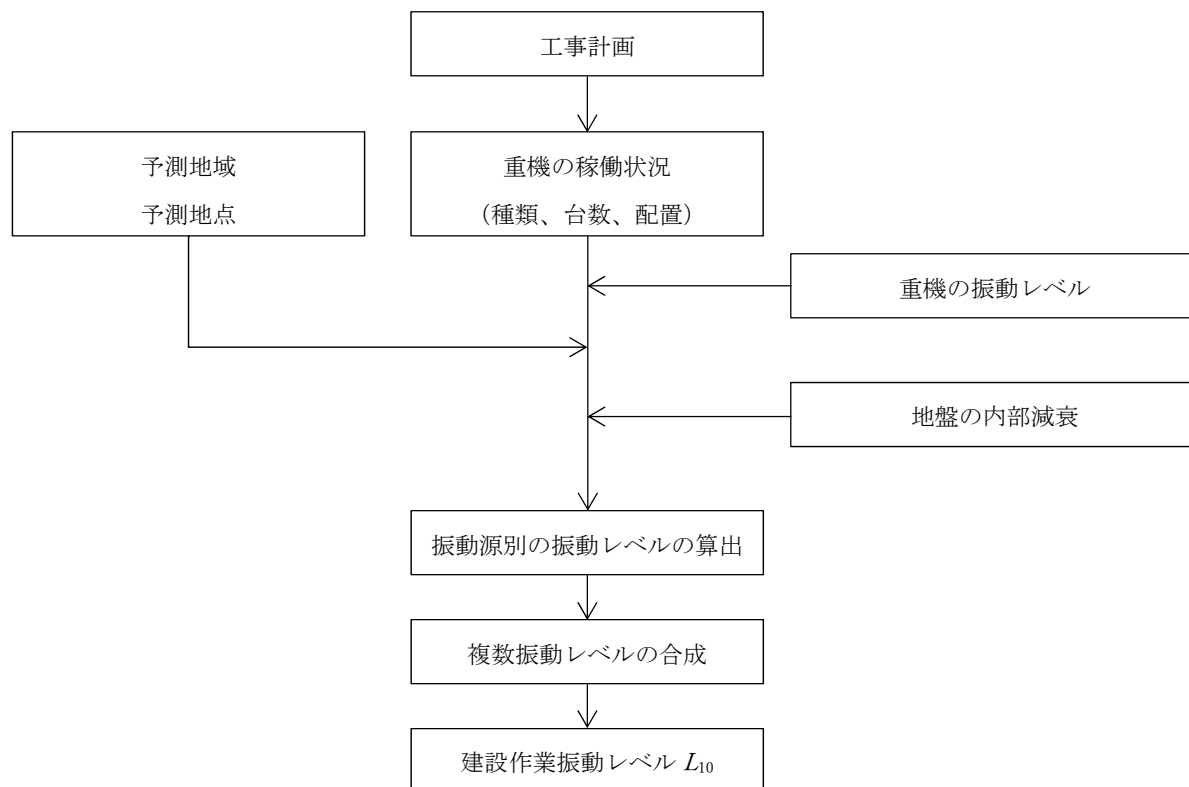 工事計画
予測地域
予測地点
重機の稼働状況
（種類、台数、配置）
重機の振動レベル
地盤の内部減衰
振動源別の振動レベルの算出
複数振動レベルの合成
建設作業振動レベル L10